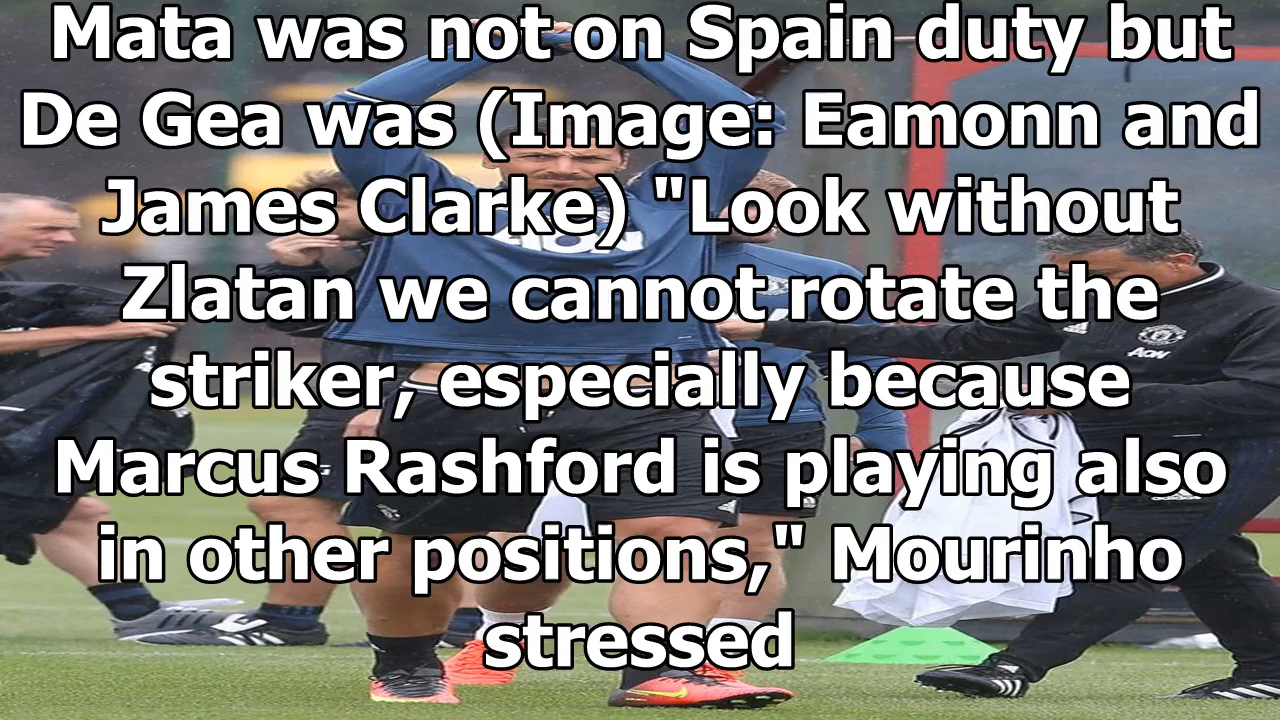 Mata was not on Spain duty but
De Gea was (Image: Eamonn and
James Clarke) "Look without
Zlatan we cannot rotate the
striker, especially because
Marcus Rashford is playing also
in other positions," Mourinho
stressed
AON